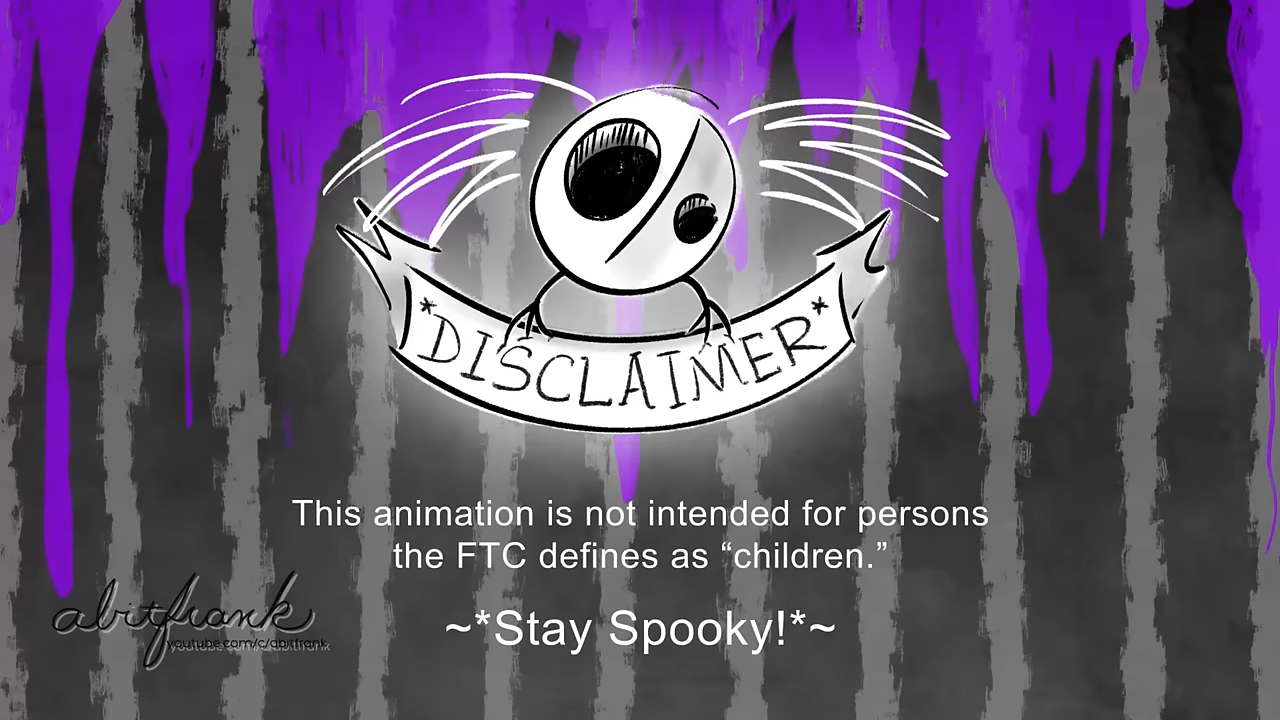 *DISCLAIMER*
This animation is not intended for persons
the FTC defines as “children.”
~*Stay Spooky!*~
abitfrank
youtube.com/c/abitfrank